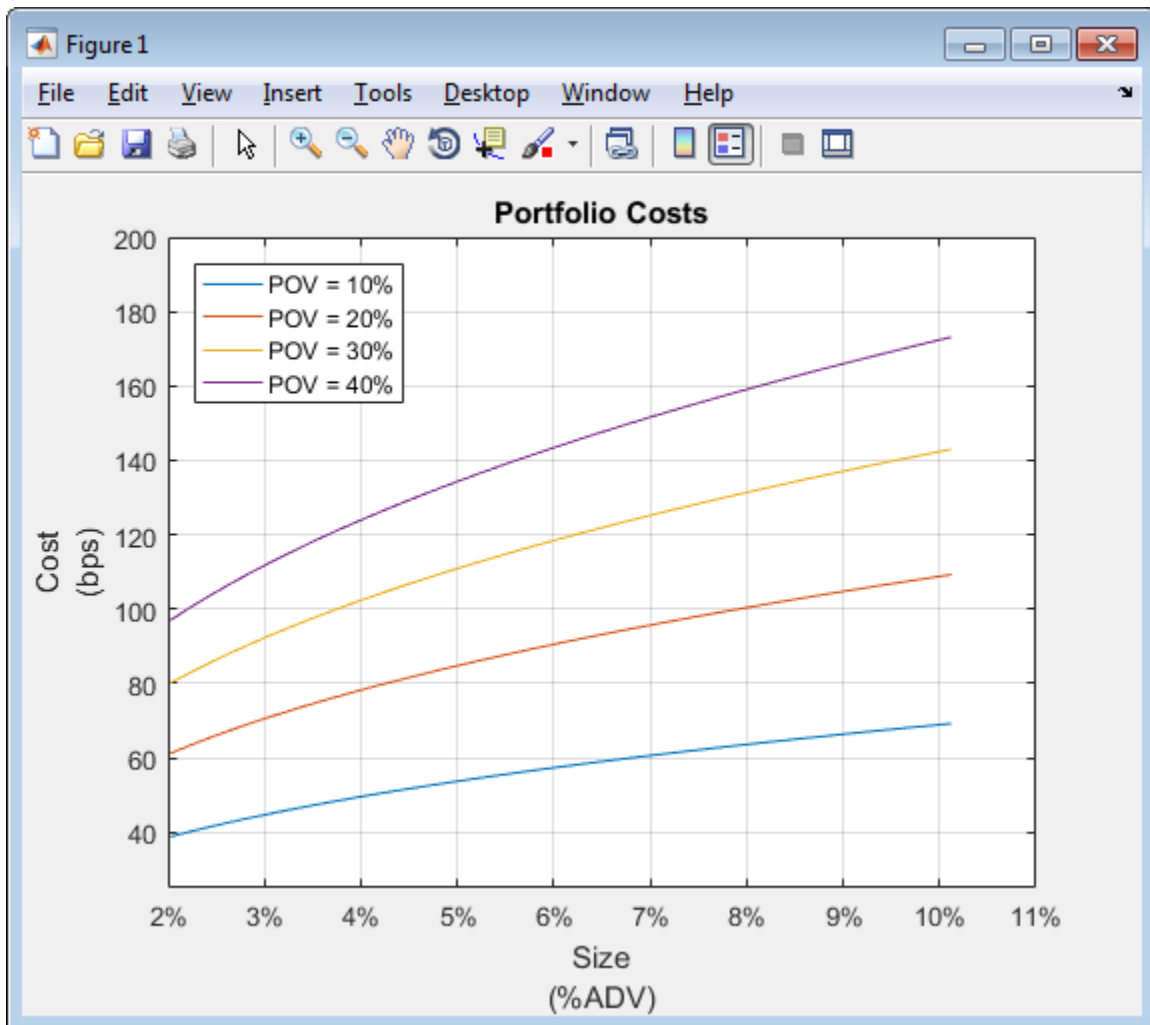 Figure 1
File Edit View Insert Tools Desktop Window Help
Portfolio Costs
200
180
160
140
120
100
80
60
40
POV = 10%
POV = 20%
POV = 30%
POV = 40%
Cost
(bps)
2% 3% 4% 5% 6% 7% 8% 9% 10% 11%
Size
(%ADV)